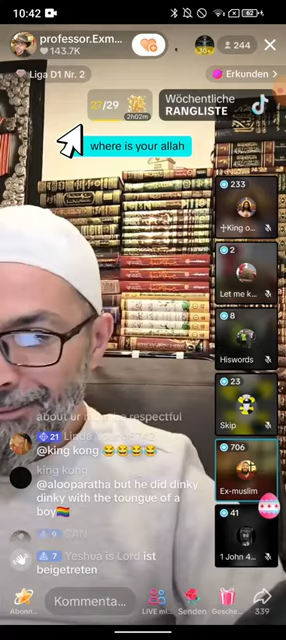 10:42
62
professor.Exm...
143.7K
30+
244
Liga D1 Nr. 2
Erkunden >
27/29
2h02m
Wöchentliche
RANGLISTE
where is your allah
233
King o...
2
Let me k...
8
Hiswords
23
Skip
706
Ex-muslim
41
1 John 4...
respectful
21
@king kong 😂😂😂😂
king kong
@alooparatha but he did dinky
dinky with the toungue of a
boy🏳️‍🌈
7 Yeshua is Lord ist
beigetreten
Abonn...
Kommenta...
LIVE mi...
Senden
Gesche...
339